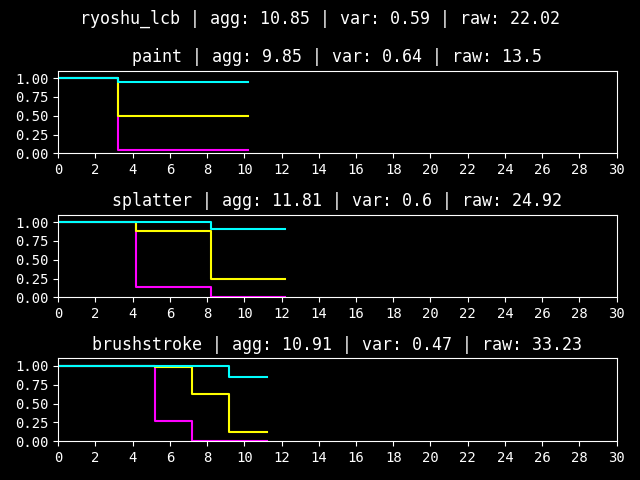 ryoshu_lcb | agg: 10.85 | var: 0.59 | raw: 22.02
paint | agg: 9.85 | var: 0.64 | raw: 13.5
1.00
0.75
0.50
0.25
0.00
0 2 4 6 8 10 12 14 16 18 20 22 24 26 28 30
splatter | agg: 11.81 | var: 0.6 | raw: 24.92
1.00
0.75
0.50
0.25
0.00
0 2 4 6 8 10 12 14 16 18 20 22 24 26 28 30
brushstroke | agg: 10.91 | var: 0.47 | raw: 33.23
1.00
0.75
0.50
0.25
0.00
0 2 4 6 8 10 12 14 16 18 20 22 24 26 28 30